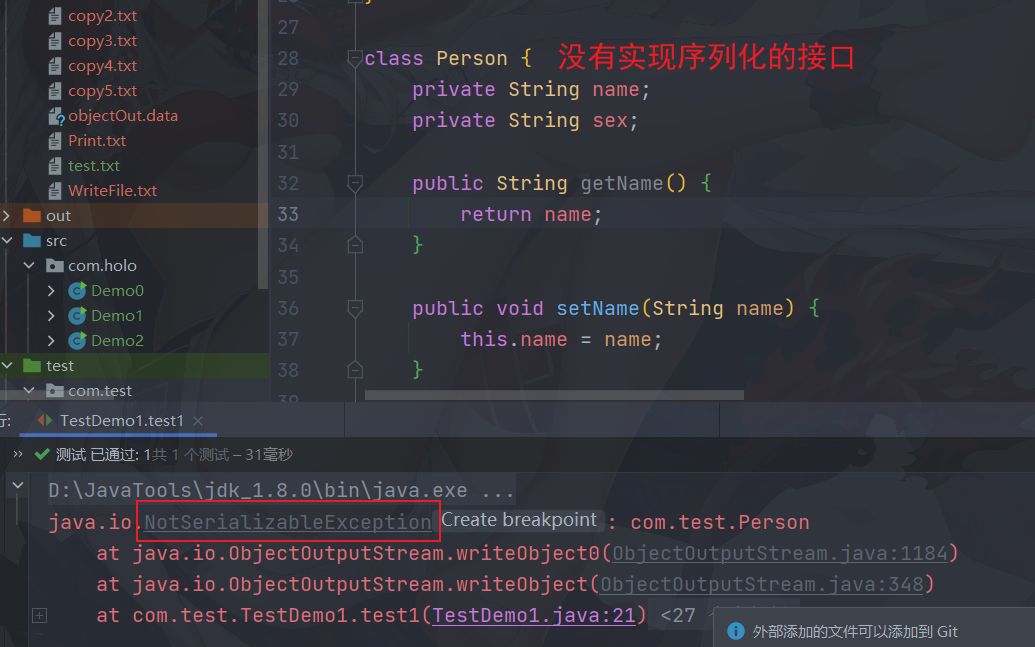 copy2.txt
copy3.txt
copy4.txt
copy5.txt
objectOut.data
Print.txt
test.txt
WriteFile.txt
out
src
com.holo
Demo0
Demo1
Demo2
test
com.test
27
28 class Person { 没有实现序列化的接口
29 private String name;
30 private String sex;
31
32 public String getName() {
33 return name;
34 }
35
36 public void setName(String name) {
37 this.name = name;
38 }
TestDemo1.test1
» 测试 已通过: 1共 1 个测试 – 31毫秒
D:\JavaTools\jdk_1.8.0\bin\java.exe ...
java.io.NotSerializableException Create breakpoint : com.test.Person
at java.io.ObjectOutputStream.writeObject0(ObjectOutputStream.java:1184)
at java.io.ObjectOutputStream.writeObject(ObjectOutputStream.java:348)
at com.test.TestDemo1.test1(TestDemo1.java:21) <27
外部添加的文件可以添加到 Git